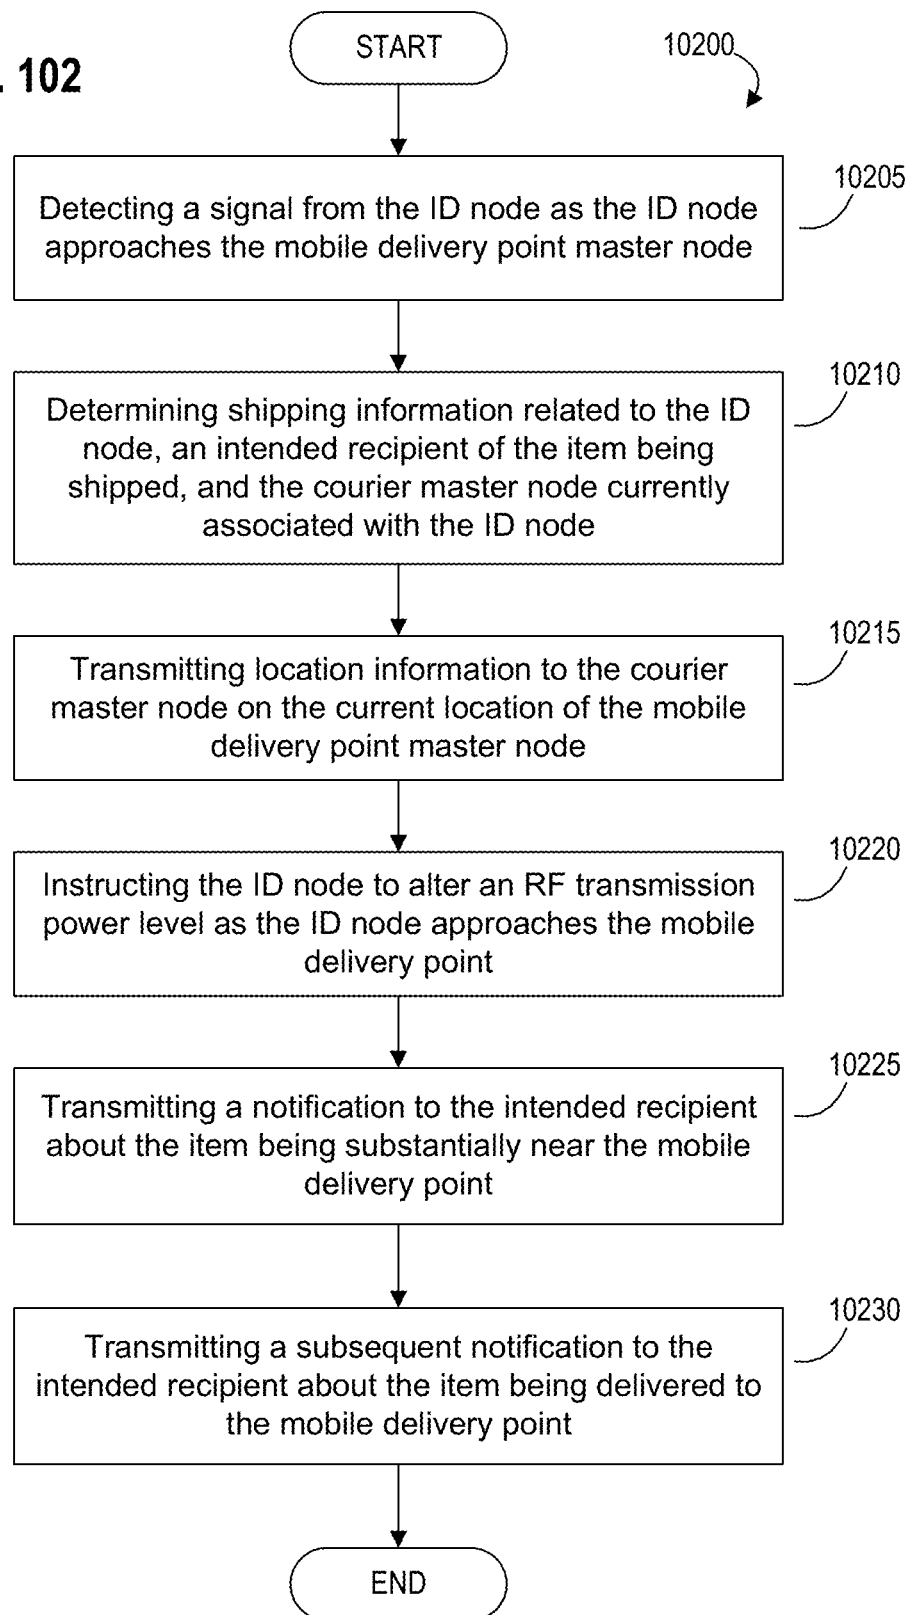 START
10200
. 102
10205
Detecting a signal from the ID node as the ID node
approaches the mobile delivery point master node
10210
Determining shipping information related to the ID
node, an intended recipient of the item being
shipped, and the courier master node currently
associated with the ID node
10215
Transmitting location information to the courier
master node on the current location of the mobile
delivery point master node
10220
Instructing the ID node to alter an RF transmission
power level as the ID node approaches the mobile
delivery point
10225
Transmitting a notification to the intended recipient
about the item being substantially near the mobile
delivery point
10230
Transmitting a subsequent notification to the
intended recipient about the item being delivered to
the mobile delivery point
END